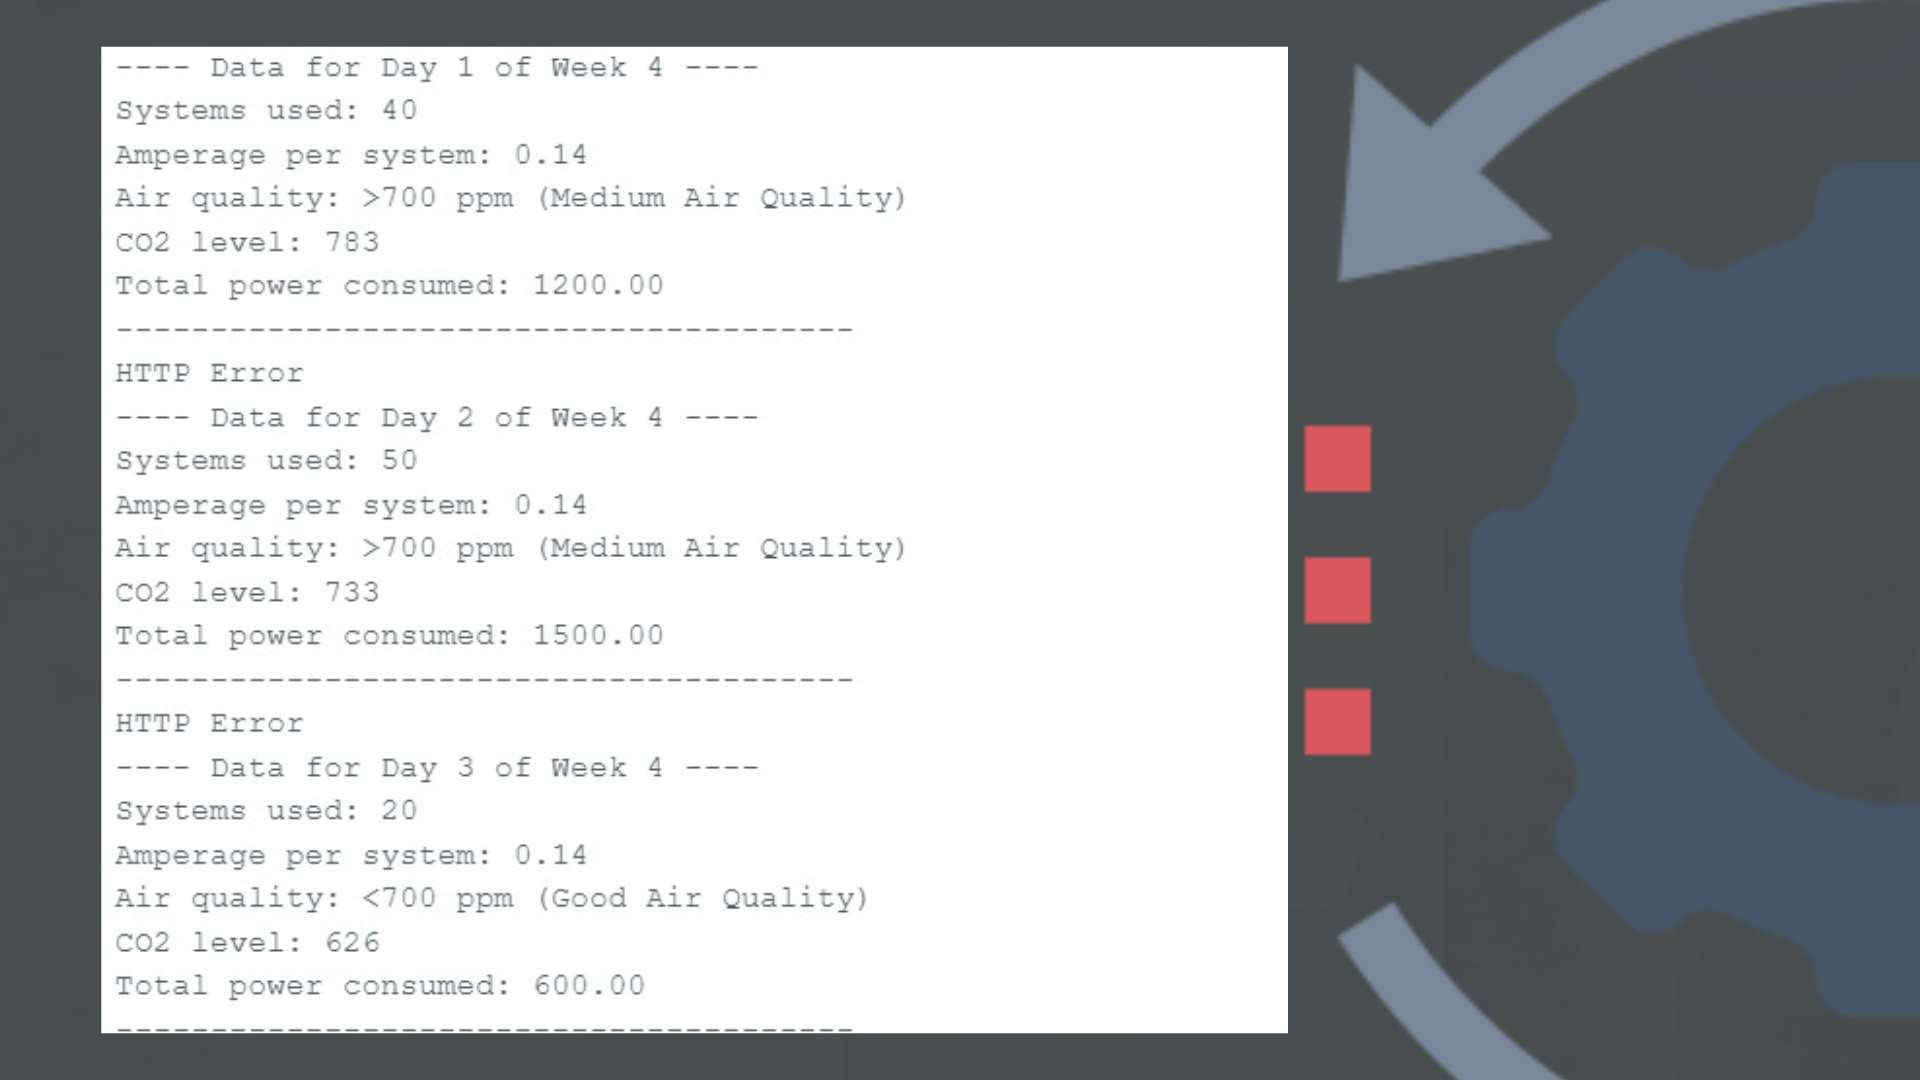 ---- Data for Day 1 of Week 4 ----
Systems used: 40
Amperage per system: 0.14
Air quality: >700 ppm (Medium Air Quality)
CO2 level: 783
Total power consumed: 1200.00
---------------------------------------
HTTP Error
---- Data for Day 2 of Week 4 ----
Systems used: 50
Amperage per system: 0.14
Air quality: >700 ppm (Medium Air Quality)
CO2 level: 733
Total power consumed: 1500.00
---------------------------------------
HTTP Error
---- Data for Day 3 of Week 4 ----
Systems used: 20
Amperage per system: 0.14
Air quality: <700 ppm (Good Air Quality)
CO2 level: 626
Total power consumed: 600.00
---------------------------------------